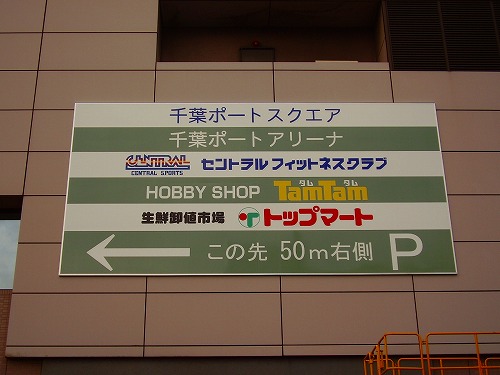 千葉ポートスクエア
千葉ポートアリーナ
CENTRAL CENTRAL SPORTS セントラルフィットネスクラブ
HOBBY SHOP TamTam タム タム
生鮮卸値市場 トップマート
この先 50m右側 P